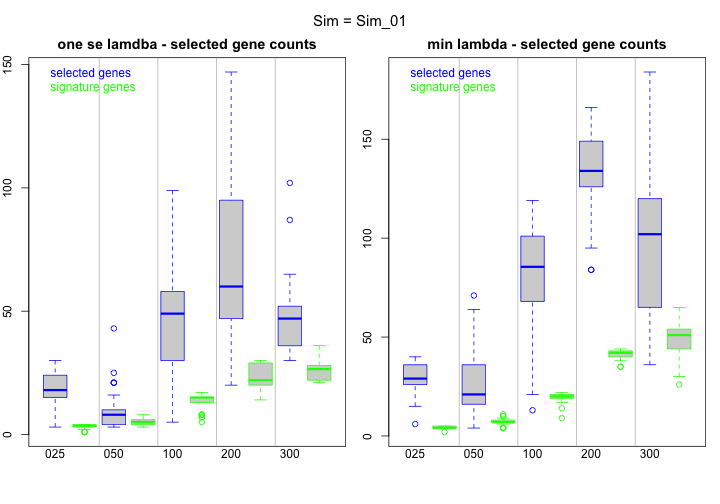 Sim = Sim_01
one se lamdba - selected gene counts
selected genes
signature genes
0
50
100
150
025
050
100
200
300
min lambda - selected gene counts
selected genes
signature genes
0
50
100
150
025
050
100
200
300